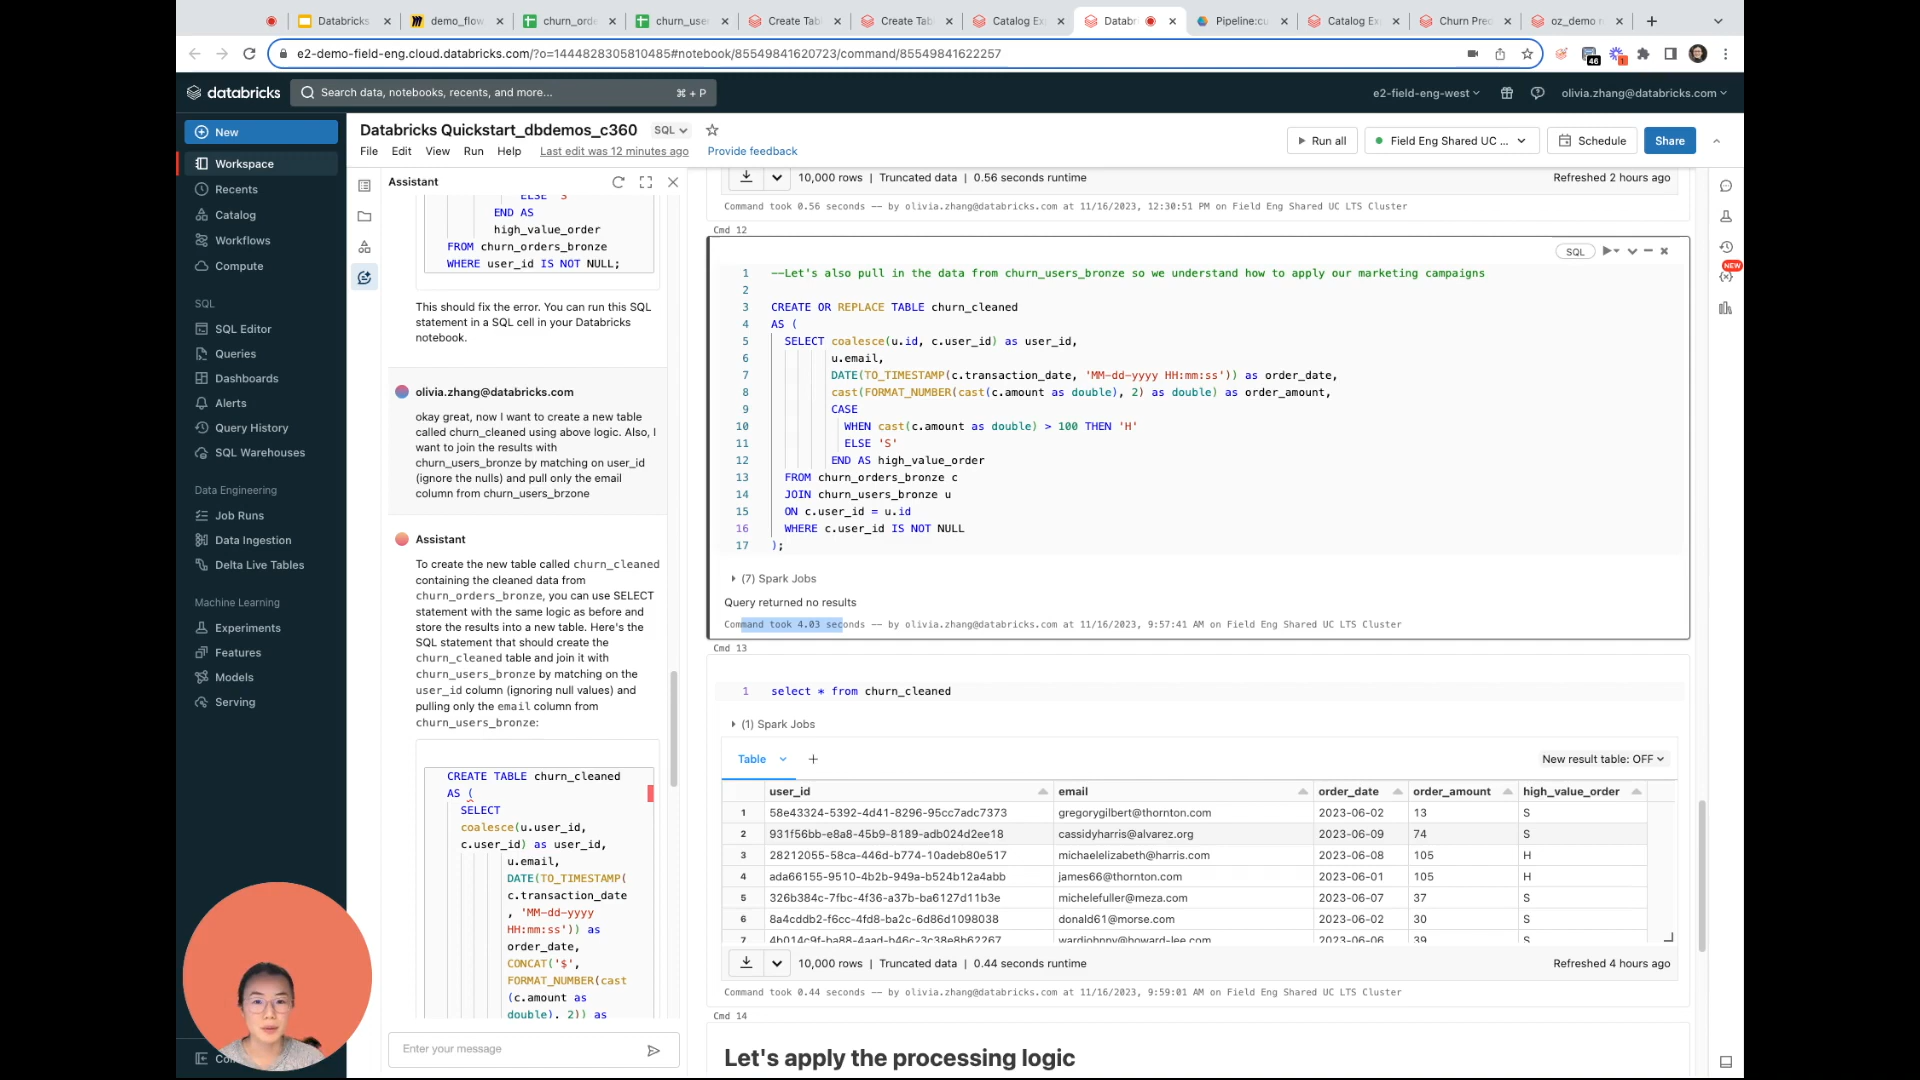 Databricks
demo_flow
churn_orde
churn_user
Create Tab
Create Tab
Catalog Ex
Databri
Pipeline:cu
Catalog Ex
Churn Pred
oz_demo n
e2-demo-field-eng.cloud.databricks.com/?o=1444828305810485#notebook/85549841620723/command/85549841622257
46
1
databricks
Search data, notebooks, recents, and more...
⌘ + P
e2-field-eng-west
olivia.zhang@databricks.com
New
Workspace
Recents
Catalog
Workflows
Compute
SQL
SQL Editor
Queries
Dashboards
Alerts
Query History
SQL Warehouses
Data Engineering
Job Runs
Data Ingestion
Delta Live Tables
Machine Learning
Experiments
Features
Models
Serving
Databricks Quickstart_dbdemos_c360
SQL
File Edit View Run Help Last edit was 12 minutes ago Provide feedback
Run all
Field Eng Shared UC ...
Schedule
Share
Assistant
ELSE 'S'
END AS
high_value_order
FROM churn_orders_bronze
WHERE user_id IS NOT NULL;
This should fix the error. You can run this SQL
statement in a SQL cell in your Databricks
notebook.
olivia.zhang@databricks.com
okay great, now I want to create a new table
called churn_cleaned using above logic. Also, I
want to join the results with
churn_users_bronze by matching on user_id
(ignore the nulls) and pull only the email
column from churn_users_brzone
Assistant
To create the new table called churn_cleaned
containing the cleaned data from
churn_orders_bronze, you can use SELECT
statement with the same logic as before and
store the results into a new table. Here's the
SQL statement that should create the
churn_cleaned table and join it with
churn_users_bronze by matching on the
user_id column (ignoring null values) and
pulling only the email column from
churn_users_bronze:
CREATE TABLE churn_cleaned
AS (
SELECT
coalesce(u.user_id,
c.user_id) as user_id,
u.email,
DATE(TO_TIMESTAMP(
c.transaction_date
, 'MM-dd-yyyy
HH:mm:ss')) as
order_date,
CONCAT('$',
FORMAT_NUMBER(cast
(c.amount as
double), 2)) as
Enter your message
10,000 rows | Truncated data | 0.56 seconds runtime
Refreshed 2 hours ago
Command took 0.56 seconds -- by olivia.zhang@databricks.com at 11/16/2023, 12:30:51 PM on Field Eng Shared UC LTS Cluster
Cmd 12
SQL
NEW
1 --Let's also pull in the data from churn_users_bronze so we understand how to apply our marketing campaigns
2
3 CREATE OR REPLACE TABLE churn_cleaned
4 AS (
5 SELECT coalesce(u.id, c.user_id) as user_id,
6 u.email,
7 DATE(TO_TIMESTAMP(c.transaction_date, 'MM-dd-yyyy HH:mm:ss')) as order_date,
8 cast(FORMAT_NUMBER(cast(c.amount as double), 2) as double) as order_amount,
9 CASE
10 WHEN cast(c.amount as double) > 100 THEN 'H'
11 ELSE 'S'
12 END AS high_value_order
13 FROM churn_orders_bronze c
14 JOIN churn_users_bronze u
15 ON c.user_id = u.id
16 WHERE c.user_id IS NOT NULL
17 );
(7) Spark Jobs
Query returned no results
Command took 4.03 seconds -- by olivia.zhang@databricks.com at 11/16/2023, 9:57:41 AM on Field Eng Shared UC LTS Cluster
Cmd 13
1 select * from churn_cleaned
(1) Spark Jobs
Table
+
New result table: OFF
user_id email order_date order_amount high_value_order
1 58e43324-5392-4d41-8296-95cc7adc7373 gregorygilbert@thornton.com 2023-06-02 13 S
2 931f56bb-e8a8-45b9-8189-adb024d2ee18 cassidyharris@alvarez.org 2023-06-09 74 S
3 28212055-58ca-446d-b774-10adeb80e517 michaelelizabeth@harris.com 2023-06-08 105 H
4 ada66155-9510-4b2b-949a-b524b12a4abb james66@thornton.com 2023-06-01 105 H
5 326b384c-7fbc-4f36-a37b-ba6127d11b3e michelefuller@meza.com 2023-06-07 37 S
6 8a4cddb2-f6cc-4fd8-ba2c-6d86d1098038 donald61@morse.com 2023-06-02 30 S
7 4b014c9f-ba88-4aad-b46c-3c38e8b62267 wardjohnny@howard-lee.com 2023-06-06 39 S
10,000 rows | Truncated data | 0.44 seconds runtime
Refreshed 4 hours ago
Command took 0.44 seconds -- by olivia.zhang@databricks.com at 11/16/2023, 9:59:01 AM on Field Eng Shared UC LTS Cluster
Cmd 14
Let's apply the processing logic